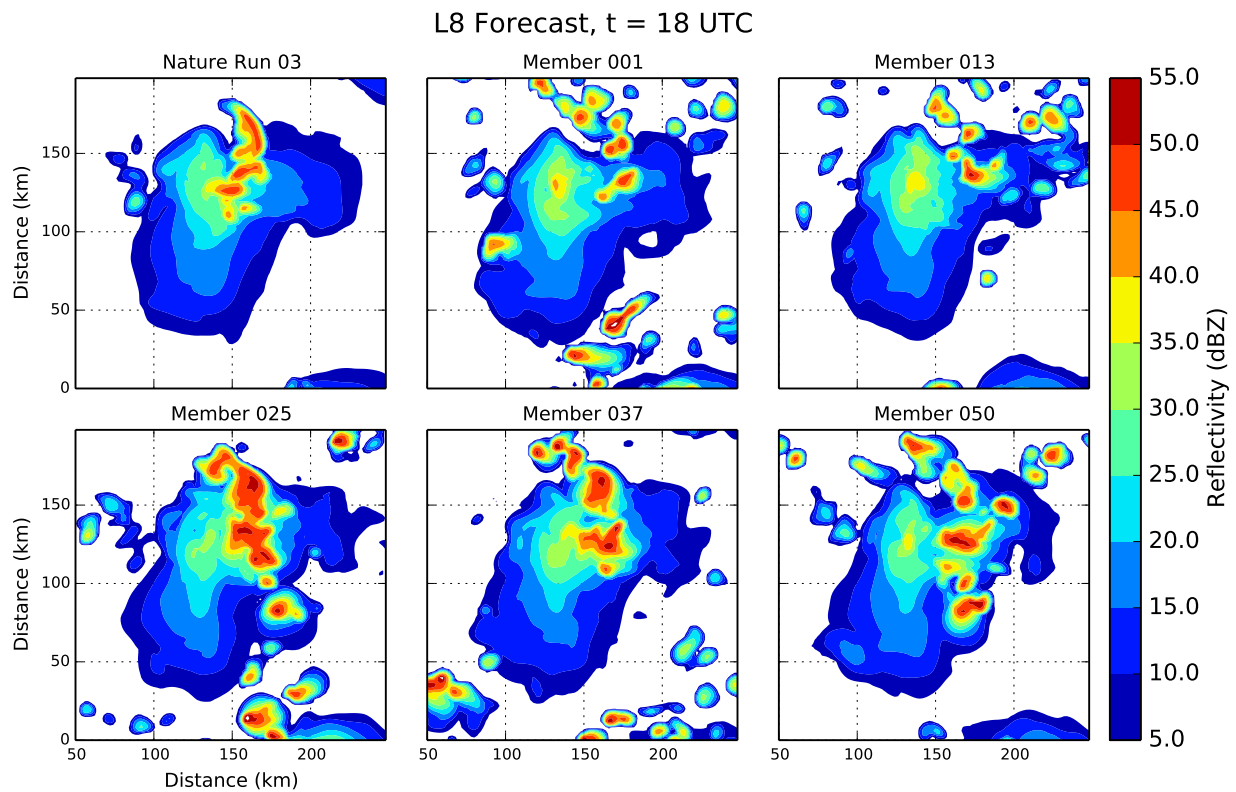 L8 Forecast, t = 18 UTC
Nature Run 03
Member 001
Member 013
Distance (km)
150
100
50
0
Member 025
Member 037
Member 050
Distance (km)
150
100
50
0
50 100 150 200
50 100 150 200
50 100 150 200
Distance (km)
55.0
50.0
45.0
40.0
35.0
30.0
25.0
20.0
15.0
10.0
5.0
Reflectivity (dBZ)